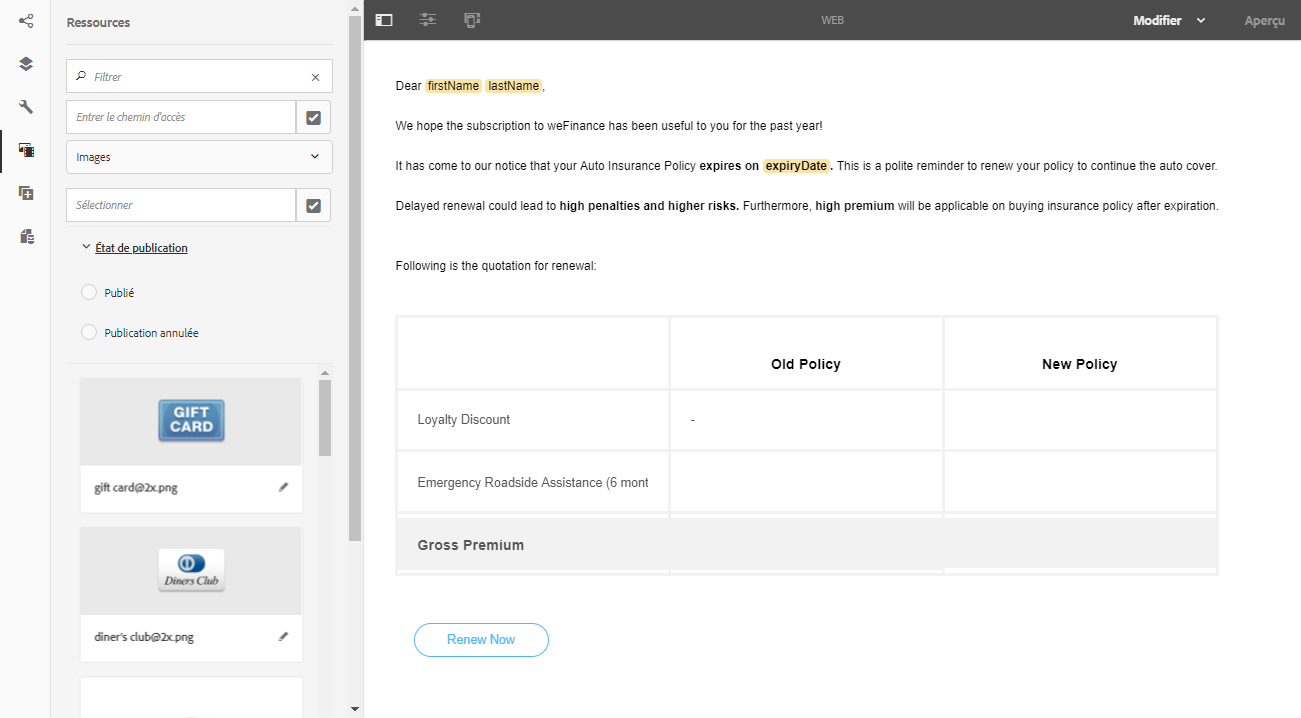 Ressources
WEB
Modifier
Aperçu
Filtrer
Entrer le chemin d'accès
Images
Sélectionner
État de publication
Publié
Publication annulée
GIFT
CARD
gift card@2x.png
Diners Club
diner's club@2x.png
Dear firstName lastName,
We hope the subscription to weFinance has been useful to you for the past year!
It has come to our notice that your Auto Insurance Policy expires on expiryDate. This is a polite reminder to renew your policy to continue the auto cover.
Delayed renewal could lead to high penalties and higher risks. Furthermore, high premium will be applicable on buying insurance policy after expiration.
Following is the quotation for renewal:
Old Policy
New Policy
Loyalty Discount
-
Emergency Roadside Assistance (6 mont
Gross Premium
Renew Now